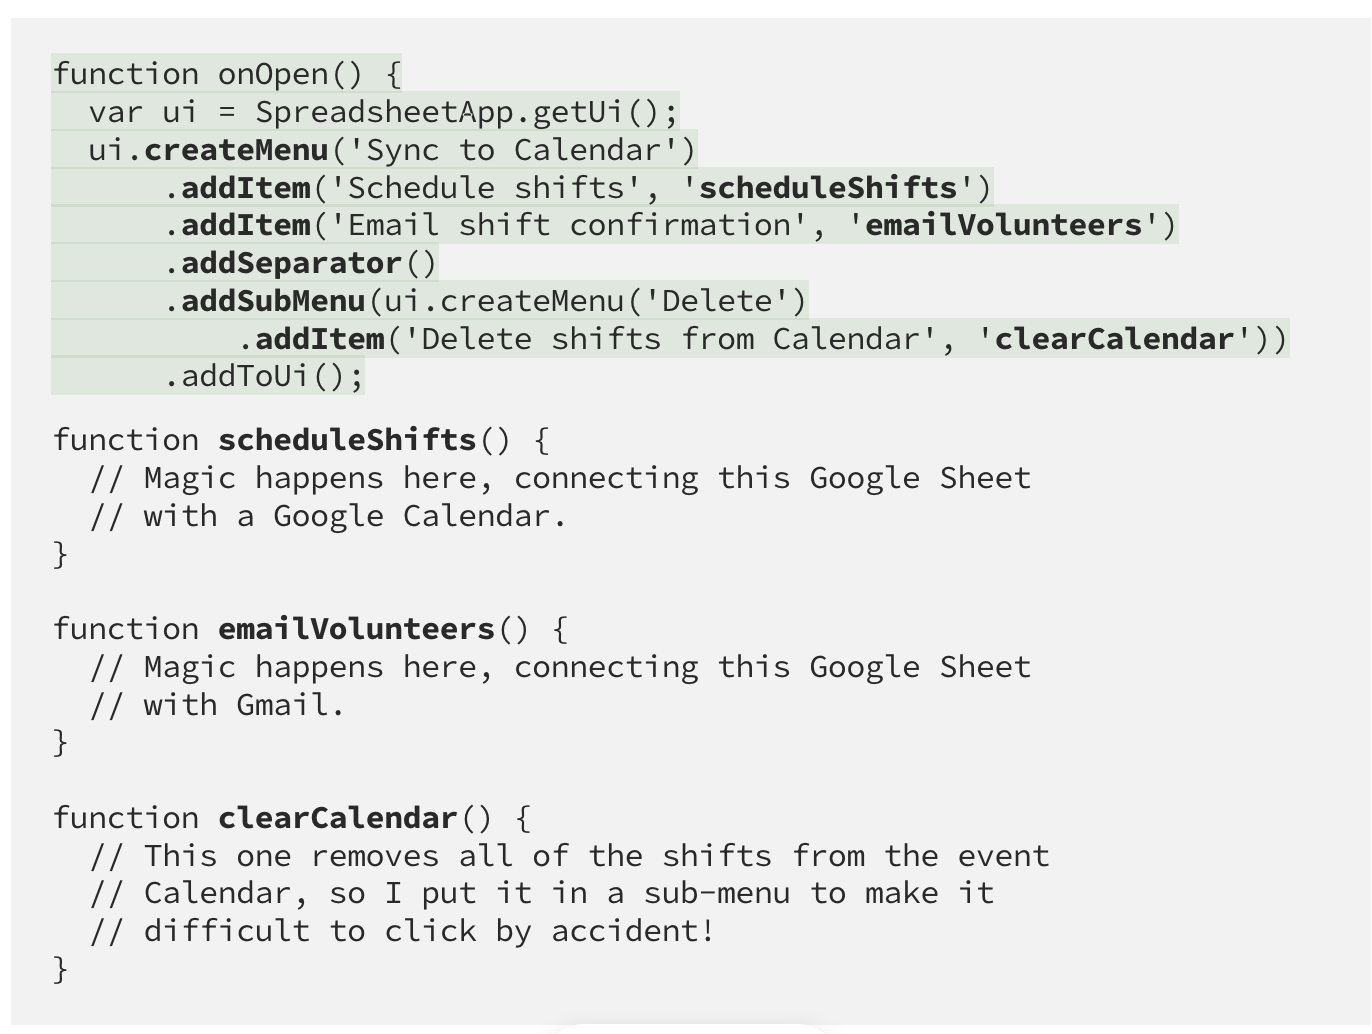 function onOpen() {
  var ui = SpreadsheetApp.getUi();
  ui.createMenu('Sync to Calendar')
      .addItem('Schedule shifts', 'scheduleShifts')
      .addItem('Email shift confirmation', 'emailVolunteers')
      .addSeparator()
      .addSubMenu(ui.createMenu('Delete')
          .addItem('Delete shifts from Calendar', 'clearCalendar'))
      .addToUi();
function scheduleShifts() {
  // Magic happens here, connecting this Google Sheet
  // with a Google Calendar.
}
function emailVolunteers() {
  // Magic happens here, connecting this Google Sheet
  // with Gmail.
}
function clearCalendar() {
  // This one removes all of the shifts from the event
  // Calendar, so I put it in a sub-menu to make it
  // difficult to click by accident!
}